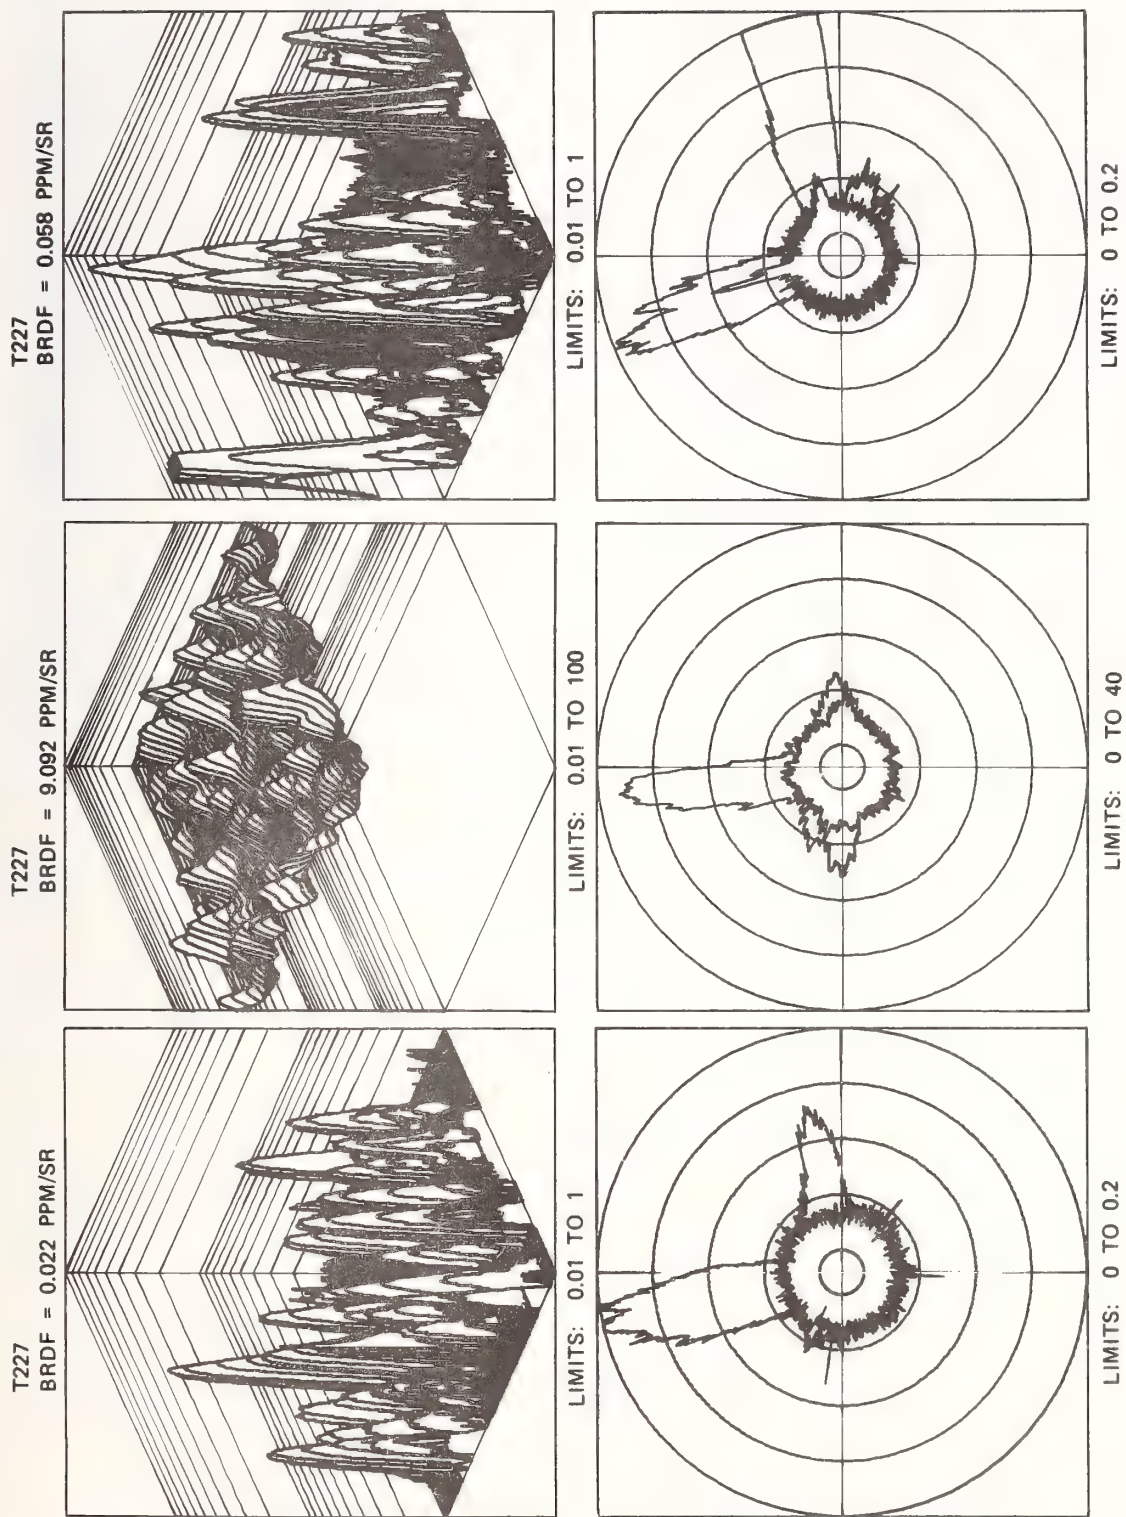 T227
BRDF = 0.022 PPM/SR
T227
BRDF = 9.092 PPM/SR
T227
BRDF = 0.058 PPM/SR
LIMITS: 0.01 TO 1
LIMITS: 0.01 TO 100
LIMITS: 0.01 TO 1
LIMITS: 0 TO 0.2
LIMITS: 0 TO 40
LIMITS: 0 TO 0.2